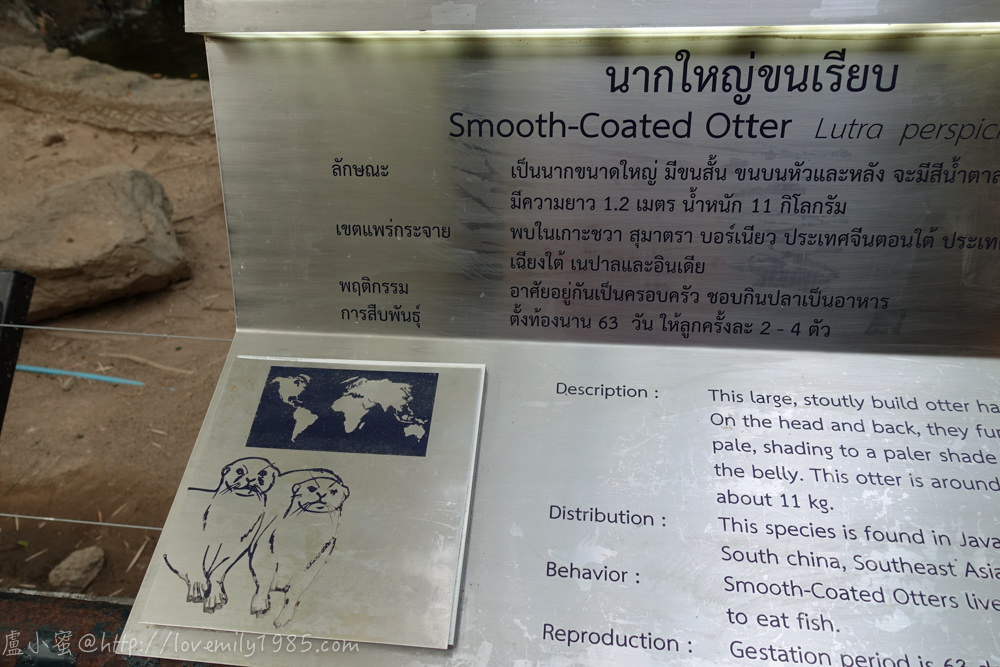 นากใหญ่ขนเรียบ
Smooth-Coated Otter Lutra
ลักษณะ เป็นนากขนาดใหญ่ มีขนสั้น ขนบนหัวและหลัง จะมีสีน้ำตาล
มีความยาว 1.2 เมตร น้ำหนัก 11 กิโลกรัม
เขตแพร่กระจาย พบในเกาะชวา สุมาตรา บอร์เนียว ประเทศจีนตอนใต้
เฉียงใต้ เนปาลและอินเดีย
พฤติกรรม อาศัยอยู่กันเป็นครอบครัว ชอบกินปลาเป็นอาหาร
การสืบพันธุ์ ตั้งท้องนาน 63 วัน ให้ลูกครั้งละ 2 - 4 ตัว
Description : This large, stoutly build otter
On the head and back, they
pale, shading to a paler shade
the belly. This otter is around
about 11 kg.
Distribution : This species is found in Java
South china, Southeast
Behavior : Smooth-Coated Otters live
to eat fish.
Reproduction : Gestation period is 63
盧小蜜@http://lovemily1985.com